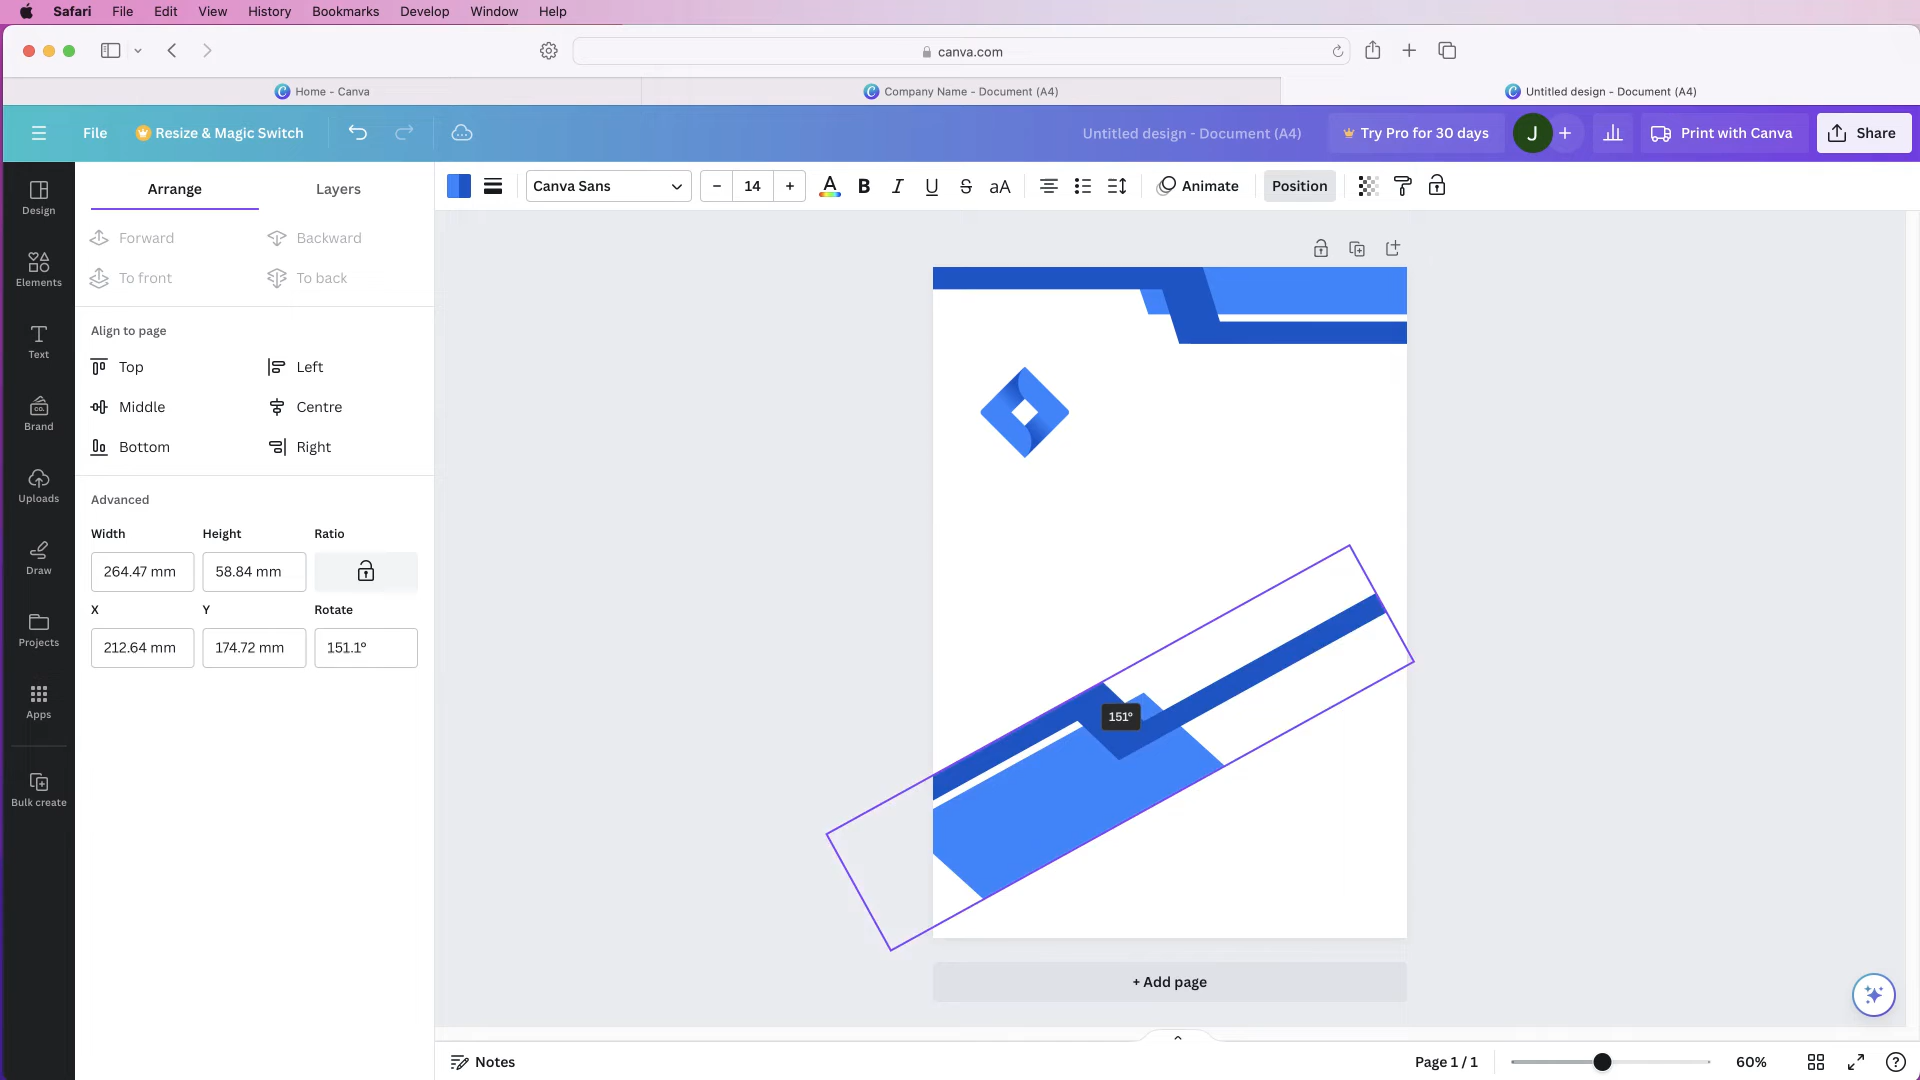 Safari File Edit View History Bookmarks Develop Window Help
canva.com
Home - Canva
Company Name - Document (A4)
Untitled design - Document (A4)
File
Resize & Magic Switch
Untitled design - Document (A4)
Try Pro for 30 days
J
Print with Canva
Share
Canva Sans
14
A
B
I
U
S
aA
Animate
Position
Design
Elements
Text
Brand
Uploads
Draw
Projects
Apps
Bulk create
Arrange
Layers
Forward
Backward
To front
To back
Align to page
Top
Left
Middle
Centre
Bottom
Right
Advanced
Width
Height
Ratio
264.47 mm
58.84 mm
X
Y
Rotate
212.64 mm
174.72 mm
151.1°
151°
+ Add page
Notes
Page 1 / 1
60%